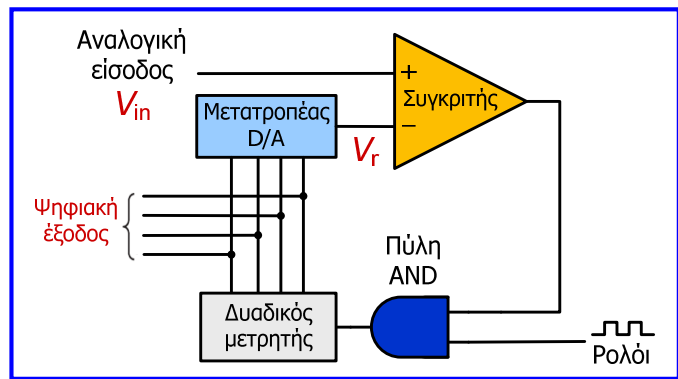 Αναλογική
είσοδος
Vin
Μετατροπέας
D/A
+
Συγκριτής
−
Vr
Ψηφιακή
έξοδος
Πύλη
AND
Δυαδικός
μετρητής
Ρολόι